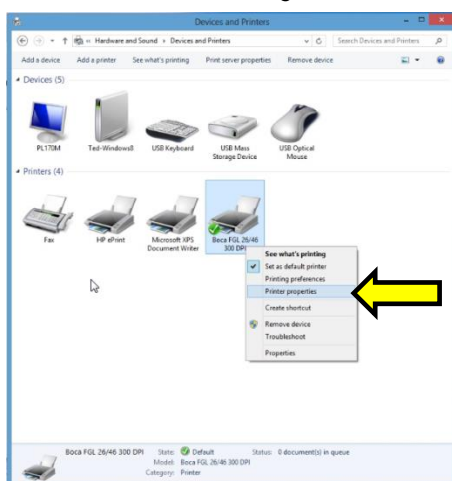 Devices and Printers
Hardware and Sound ▸ Devices and Printers
Search Devices and Printers
Add a device Add a printer See what's printing Print server properties Remove device
Devices (5)
PL170M Ted-Windows8 USB Keyboard USB Mass Storage Device USB Optical Mouse
Printers (4)
Fax HP ePrint Microsoft XPS Document Writer Boca FGL 26/46 300 DPI
See what's printing
Set as default printer
Printing preferences
Printer properties
Create shortcut
Remove device
Troubleshoot
Properties
Boca FGL 26/46 300 DPI State: Default Status: 0 document(s) in queue
Model: Boca FGL 26/46 300 DPI
Category: Printer